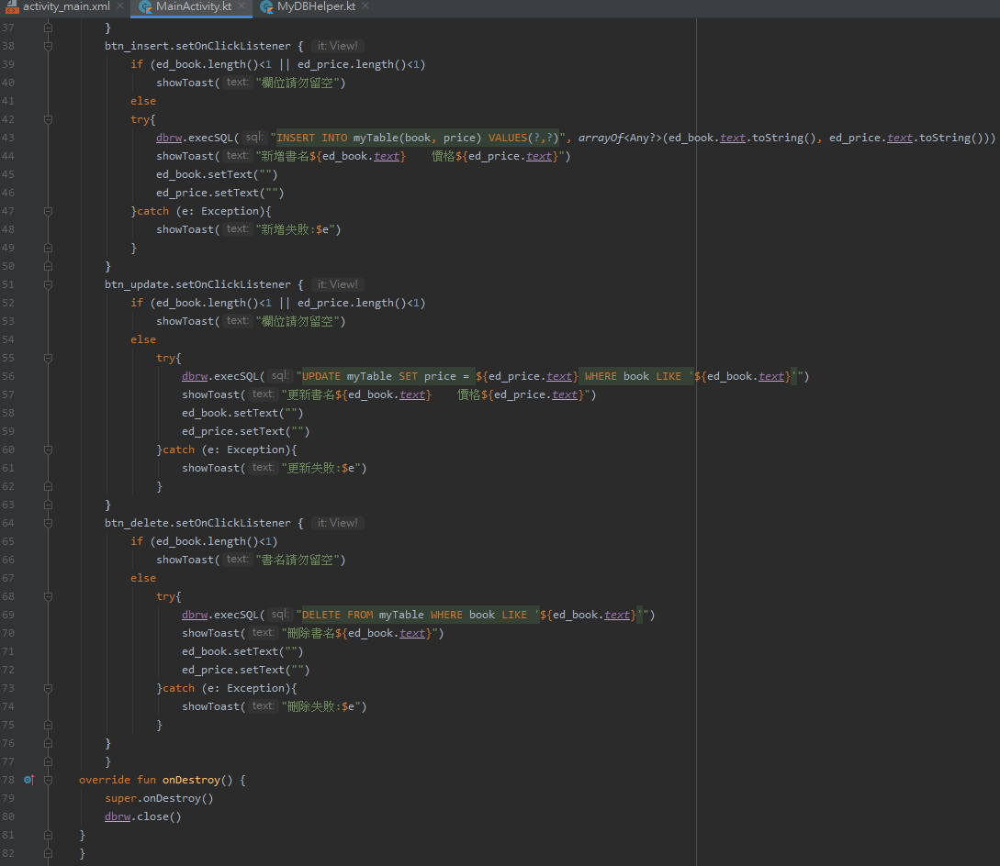 activity_main.xml MainActivity.kt MyDBHelper.kt
37 }
38 btn_insert.setOnClickListener { it: View!
39 if (ed_book.length()<1 || ed_price.length()<1)
40 showToast( text: "欄位請勿留空")
41 else
42 try{
43 dbrw.execSQL( sql: "INSERT INTO myTable(book, price) VALUES(?,?)", arrayOf<Any?>(ed_book.text.toString(), ed_price.text.toString()))
44 showToast( text: "新增書名${ed_book.text}    價格${ed_price.text}")
45 ed_book.setText("")
46 ed_price.setText("")
47 }catch (e: Exception){
48 showToast( text: "新增失敗:$e")
49 }
50 }
51 btn_update.setOnClickListener { it: View!
52 if (ed_book.length()<1 || ed_price.length()<1)
53 showToast( text: "欄位請勿留空")
54 else
55 try{
56 dbrw.execSQL( sql: "UPDATE myTable SET price = ${ed_price.text} WHERE book LIKE '${ed_book.text}'")
57 showToast( text: "更新書名${ed_book.text}    價格${ed_price.text}")
58 ed_book.setText("")
59 ed_price.setText("")
60 }catch (e: Exception){
61 showToast( text: "更新失敗:$e")
62 }
63 }
64 btn_delete.setOnClickListener { it: View!
65 if (ed_book.length()<1)
66 showToast( text: "書名請勿留空")
67 else
68 try{
69 dbrw.execSQL( sql: "DELETE FROM myTable WHERE book LIKE '${ed_book.text}'")
70 showToast( text: "刪除書名${ed_book.text}")
71 ed_book.setText("")
72 ed_price.setText("")
73 }catch (e: Exception){
74 showToast( text: "刪除失敗:$e")
75 }
76 }
77 }
78 override fun onDestroy() {
79 super.onDestroy()
80 dbrw.close()
81 }
82 }